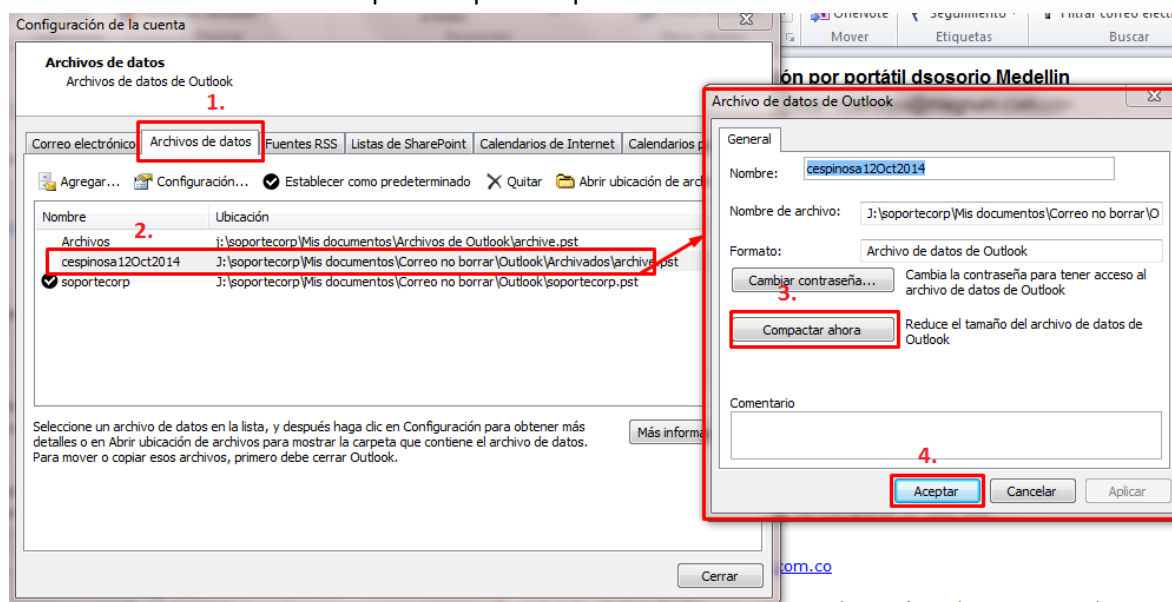 Configuración de la cuenta
OneNote
Seguimiento
Filtrar correo elect
Mover
Etiquetas
Buscar
Archivos de datos
Archivos de datos de Outlook
1.
ón por portátil dsosorio Medellin
Correo electrónico
Archivos de datos
Fuentes RSS
Listas de SharePoint
Calendarios de Internet
Calendarios p
Agregar...
Configuración...
Establecer como predeterminado
Quitar
Abrir ubicación de arc
Nombre
Ubicación
2.
Archivos
j:\soportecorp\Mis documentos\Archivos de Outlook\archive.pst
cespinosa12Oct2014
J:\soportecorp\Mis documentos\Correo no borrar\Outlook\Archivados\archive.pst
soportecorp
J:\soportecorp\Mis documentos\Correo no borrar\Outlook\soportecorp.pst
Seleccione un archivo de datos en la lista, y después haga clic en Configuración para obtener más
detalles o en Abrir ubicación de archivos para mostrar la carpeta que contiene el archivo de datos.
Para mover o copiar esos archivos, primero debe cerrar Outlook.
Más informa
Cerrar
Archivo de datos de Outlook
General
Nombre:
cespinosa12Oct2014
Nombre de archivo:
J:\soportecorp\Mis documentos\Correo no borrar\O
Formato:
Archivo de datos de Outlook
Cambiar contraseña...
Cambia la contraseña para tener acceso al
archivo de datos de Outlook
3.
Compactar ahora
Reduce el tamaño del archivo de datos de
Outlook
Comentario
4.
Aceptar
Cancelar
Aplicar
com.co